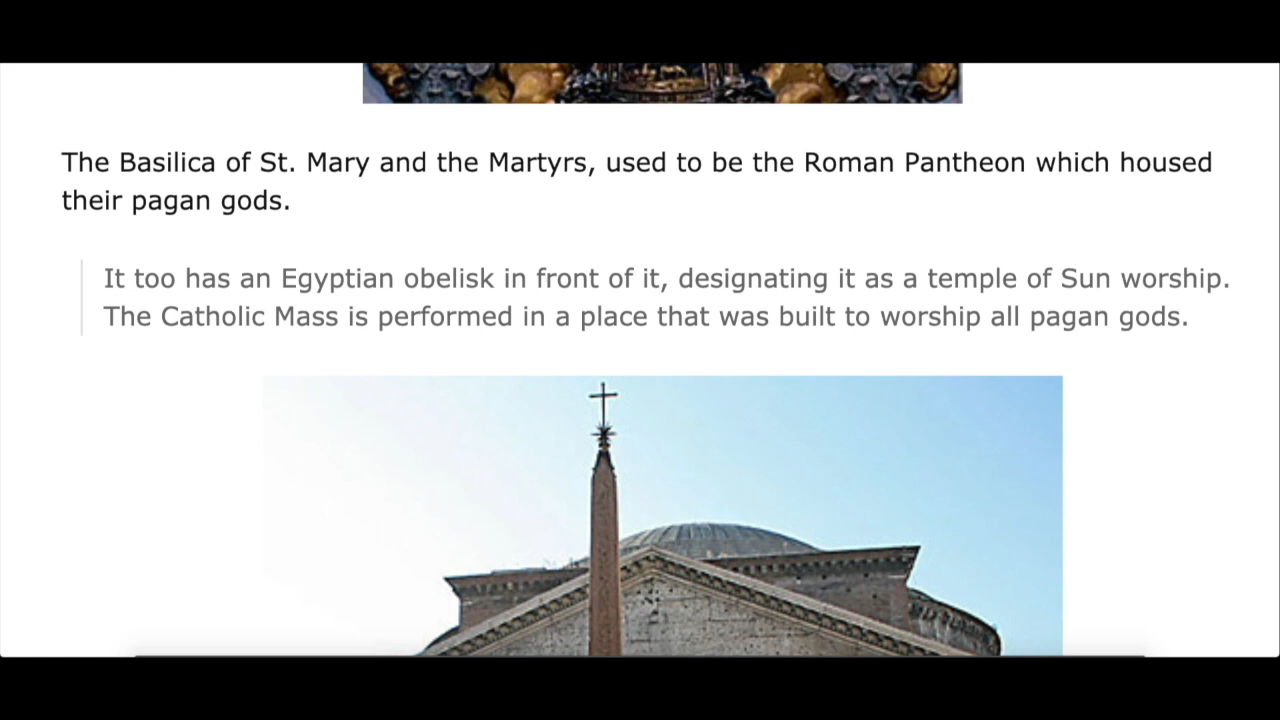 The Basilica of St. Mary and the Martyrs, used to be the Roman Pantheon which housed
their pagan gods.
It too has an Egyptian obelisk in front of it, designating it as a temple of Sun worship.
The Catholic Mass is performed in a place that was built to worship all pagan gods.